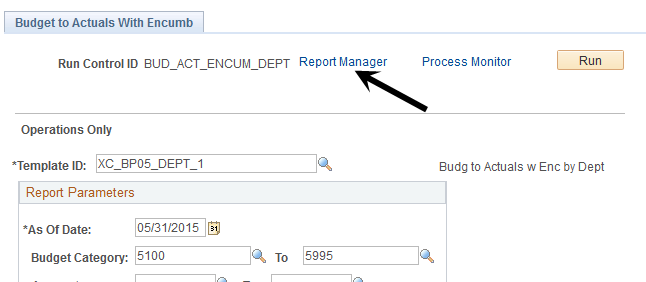 Budget to Actuals With Encumb
Run Control ID BUD_ACT_ENCUM_DEPT Report Manager Process Monitor Run
Operations Only
*Template ID: XC_BP05_DEPT_1 Budg to Actuals w Enc by Dept
Report Parameters
*As Of Date: 05/31/2015 31
Budget Category: 5100 To 5995